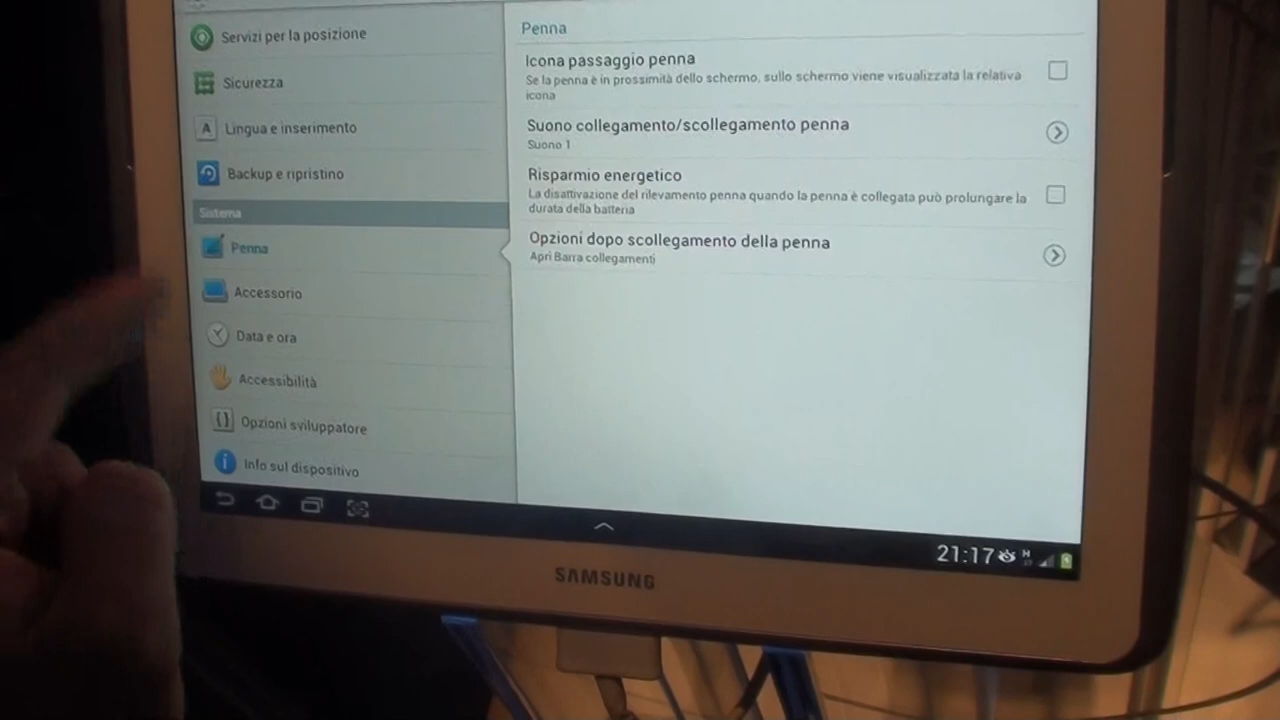 Servizi per la posizione
Sicurezza
Lingua e inserimento
Backup e ripristino
Sistema
Penna
Accessorio
Data e ora
Accessibilità
Opzioni sviluppatore
Info sul dispositivo
Penna
Icona passaggio penna
Se la penna è in prossimità dello schermo, sullo schermo viene visualizzata la relativa
icona
Suono collegamento/scollegamento penna
Suono 1
Risparmio energetico
La disattivazione del rilevamento penna quando la penna è collegata può prolungare la
durata della batteria
Opzioni dopo scollegamento della penna
Apri Barra collegamenti
21:17
H
SAMSUNG